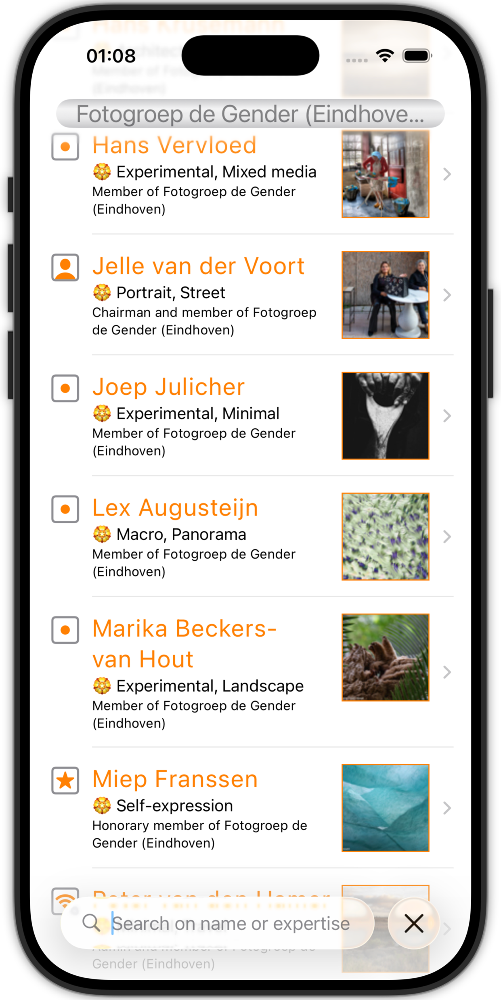 Hans Krusemann
Architec
Member of Foto
(Eindhoven)
01:08
Fotogroep de Gender (Eindhove...
Hans Vervloed
Experimental, Mixed media
Member of Fotogroep de Gender
(Eindhoven)
Jelle van der Voort
Portrait, Street
Chairman and member of Fotogroep
de Gender (Eindhoven)
Joep Julicher
Experimental, Minimal
Member of Fotogroep de Gender
(Eindhoven)
Lex Augusteijn
Macro, Panorama
Member of Fotogroep de Gender
(Eindhoven)
Marika Beckers-
van Hout
Experimental, Landscape
Member of Fotogroep de Gender
(Eindhoven)
Miep Franssen
Self-expression
Honorary member of Fotogroep de
Gender (Eindhoven)
Peter van den Hamer
Search on name or expertise
Admin and member of Fotogroep de
Gender (Eindhoven)